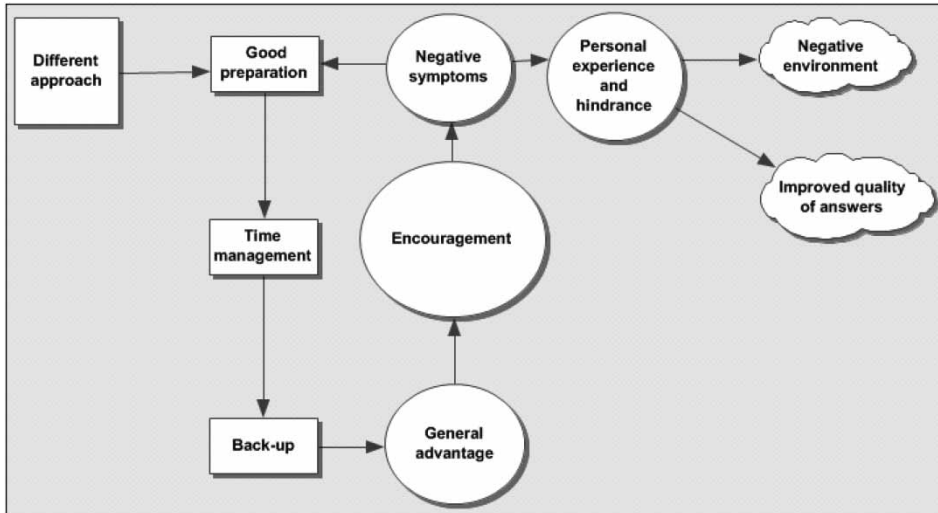 Different
approach
Good
preparation
Negative
symptoms
Personal
experience
and
hindrance
Negative
environment
Improved quality
of answers
Time
management
Encouragement
Back-up
General
advantage